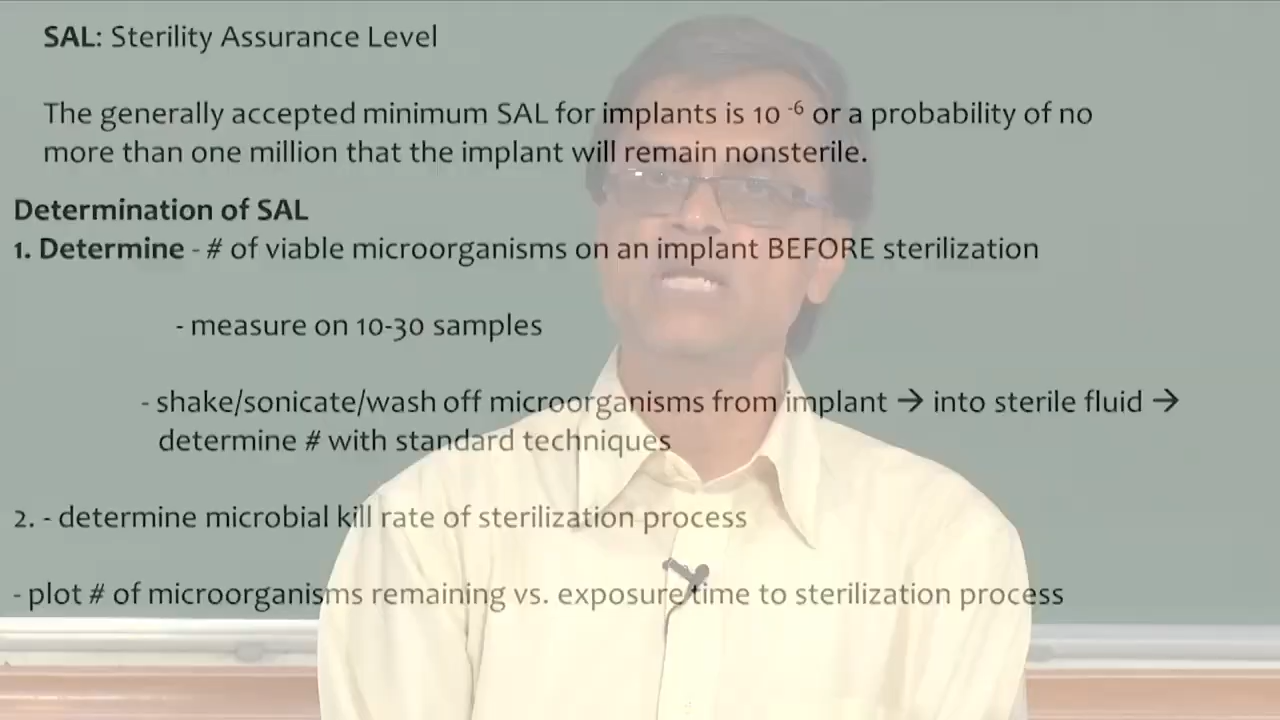 SAL: Sterility Assurance Level
The generally accepted minimum SAL for implants is 10 -6 or a probability of no
more than one million that the implant will remain nonsterile.
Determination of SAL
1. Determine - # of viable microorganisms on an implant BEFORE sterilization
- measure on 10-30 samples
- shake/sonicate/wash off microorganisms from implant → into sterile fluid →
determine # with standard techniques
2. - determine microbial kill rate of sterilization process
- plot # of microorganisms remaining vs. exposure time to sterilization process